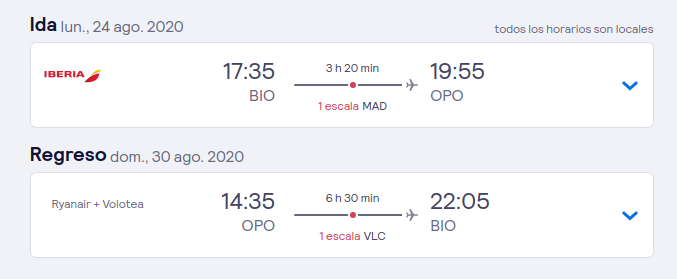 Ida lun., 24 ago. 2020
todos los horarios son locales
IBERIA
17:35
BIO
3 h 20 min
1 escala MAD
19:55
OPO
Regreso dom., 30 ago. 2020
Ryanair + Volotea
14:35
OPO
6 h 30 min
1 escala VLC
22:05
BIO